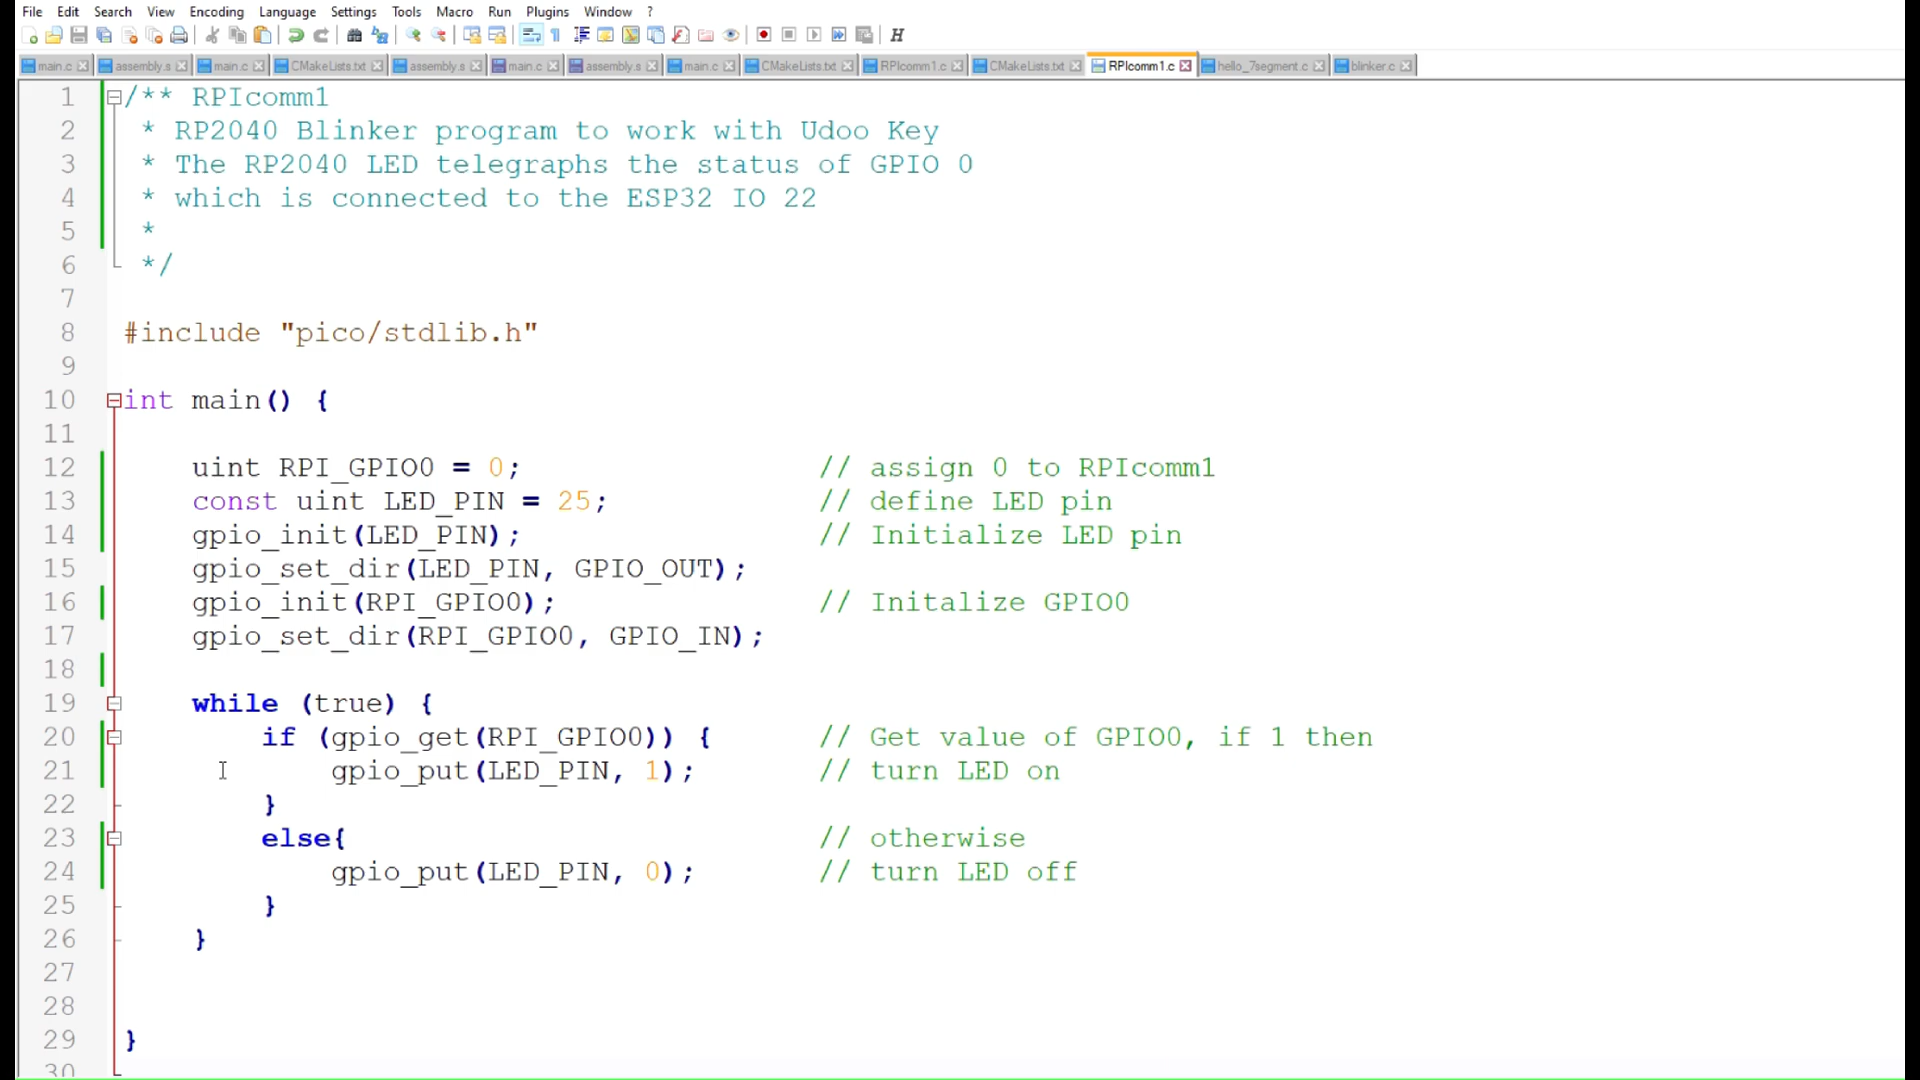 File Edit Search View Encoding Language Settings Tools Macro Run Plugins Window ?
H
main.c assembly.s main.c CMakeLists.txt assembly.s main.c assembly.s main.c CMakeLists.txt RPIcomm1.c CMakeLists.txt RPIcomm1.c hello_7segment.c blinker.c
1 /** RPIcomm1
2 * RP2040 Blinker program to work with Udoo Key
3 * The RP2040 LED telegraphs the status of GPIO 0
4 * which is connected to the ESP32 IO 22
5 *
6 */
7
8 #include "pico/stdlib.h"
9
10 int main() {
11
12 uint RPI_GPIO0 = 0; // assign 0 to RPIcomm1
13 const uint LED_PIN = 25; // define LED pin
14 gpio_init(LED_PIN); // Initialize LED pin
15 gpio_set_dir(LED_PIN, GPIO_OUT);
16 gpio_init(RPI_GPIO0); // Initalize GPIO0
17 gpio_set_dir(RPI_GPIO0, GPIO_IN);
18
19 while (true) {
20 if (gpio_get(RPI_GPIO0)) { // Get value of GPIO0, if 1 then
21 gpio_put(LED_PIN, 1); // turn LED on
22 }
23 else{ // otherwise
24 gpio_put(LED_PIN, 0); // turn LED off
25 }
26 }
27
28
29 }
30